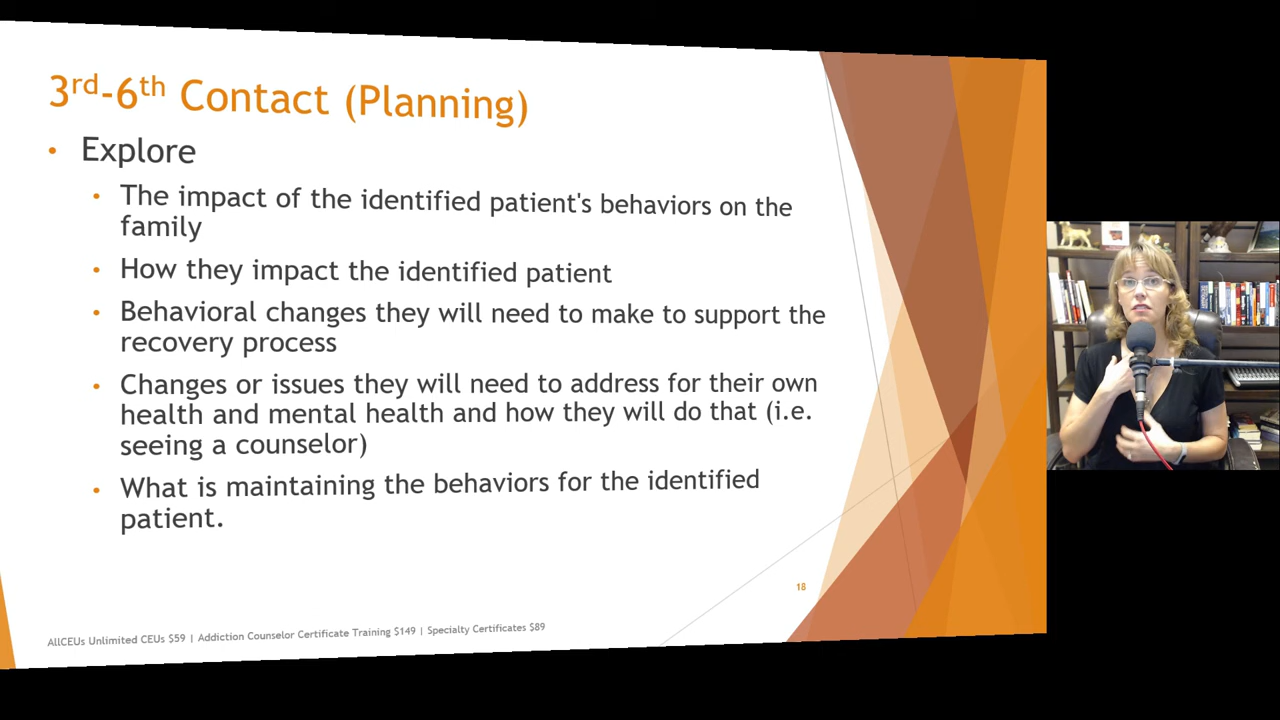 3rd-6th Contact (Planning)
• Explore
• The impact of the identified patient's behaviors on the
family
• How they impact the identified patient
• Behavioral changes they will need to make to support the
recovery process
• Changes or issues they will need to address for their own
health and mental health and how they will do that (i.e.
seeing a counselor)
• What is maintaining the behaviors for the identified
patient.
18
AllCEUs Unlimited CEUs $59 | Addiction Counselor Certificate Training $149 | Specialty Certificates $89